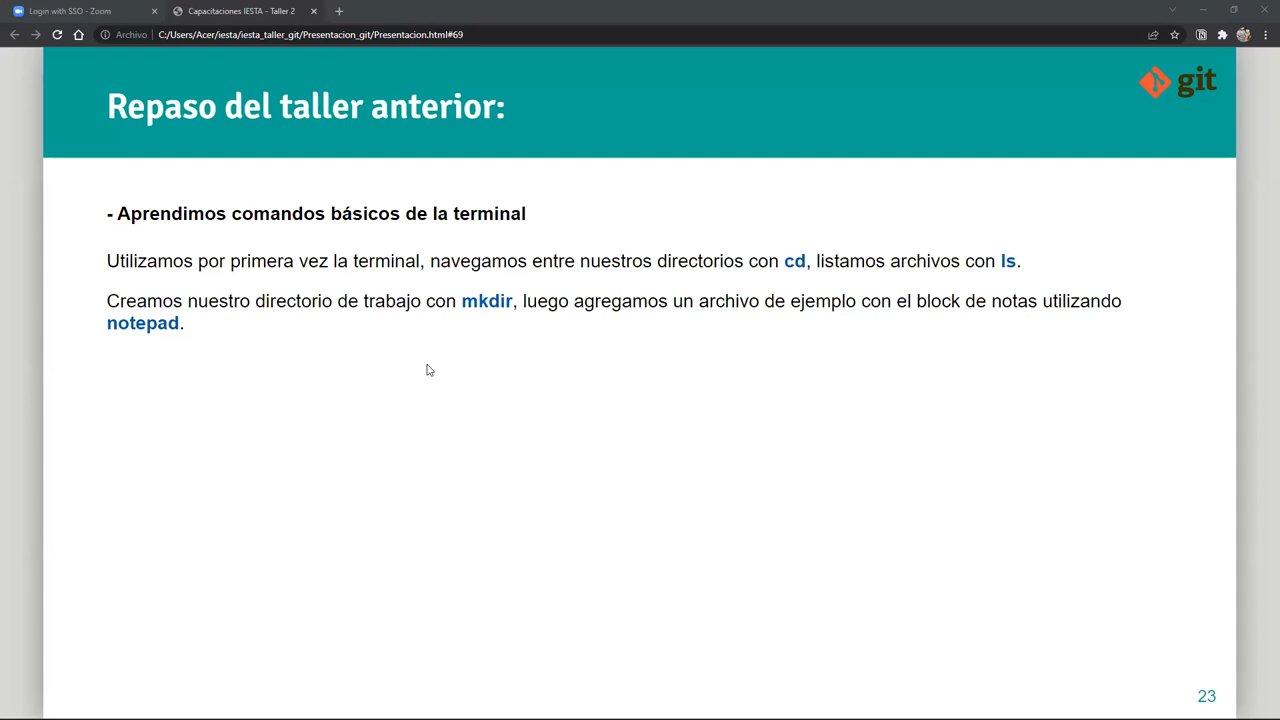 Login with SSO - Zoom
Capacitaciones IESTA - Taller 2
Archivo
C:/Users/Acer/iesta/iesta_taller_git/Presentacion_git/Presentacion.html#69
git
Repaso del taller anterior:
- Aprendimos comandos básicos de la terminal
Utilizamos por primera vez la terminal, navegamos entre nuestros directorios con cd, listamos archivos con ls.
Creamos nuestro directorio de trabajo con mkdir, luego agregamos un archivo de ejemplo con el block de notas utilizando
notepad.
23